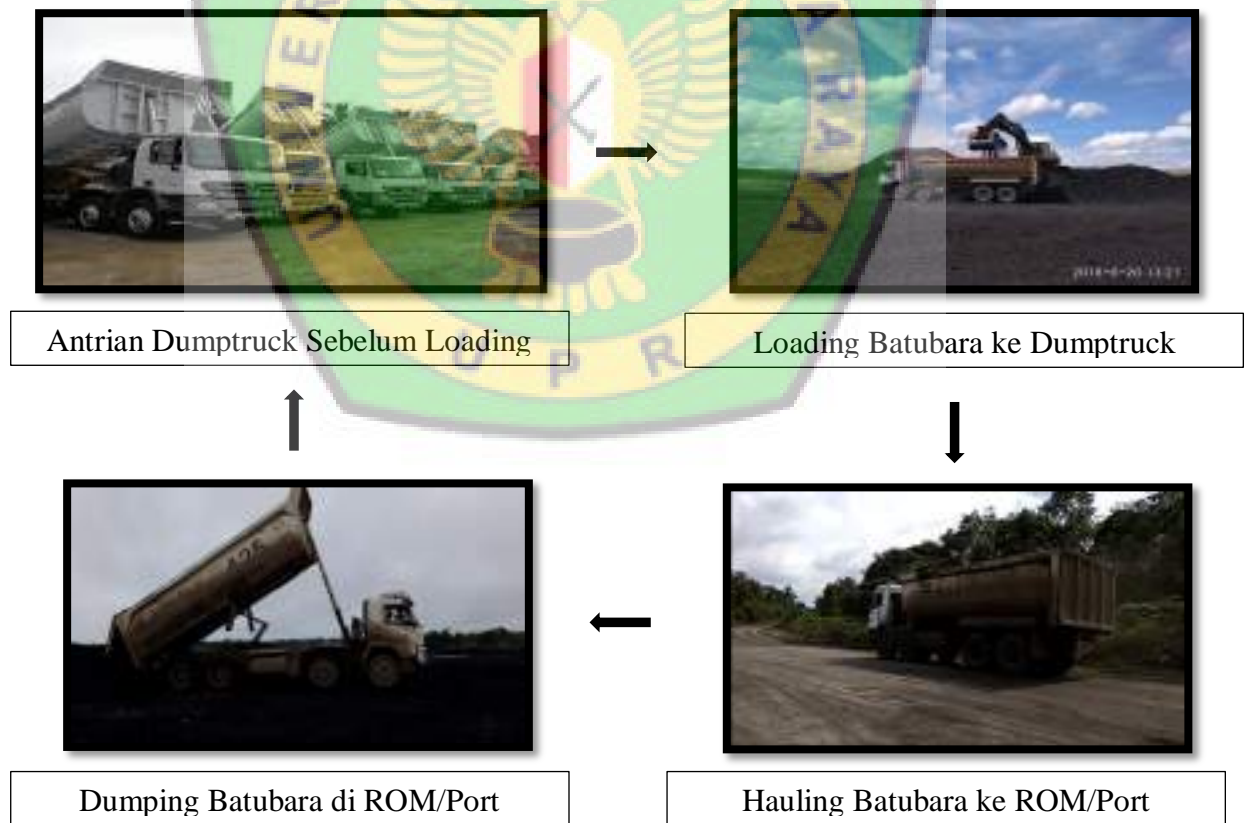 Antrian Dumptruck Sebelum Loading
Loading Batubara ke Dumptruck
Dumping Batubara di ROM/Port
Hauling Batubara ke ROM/Port
U P R